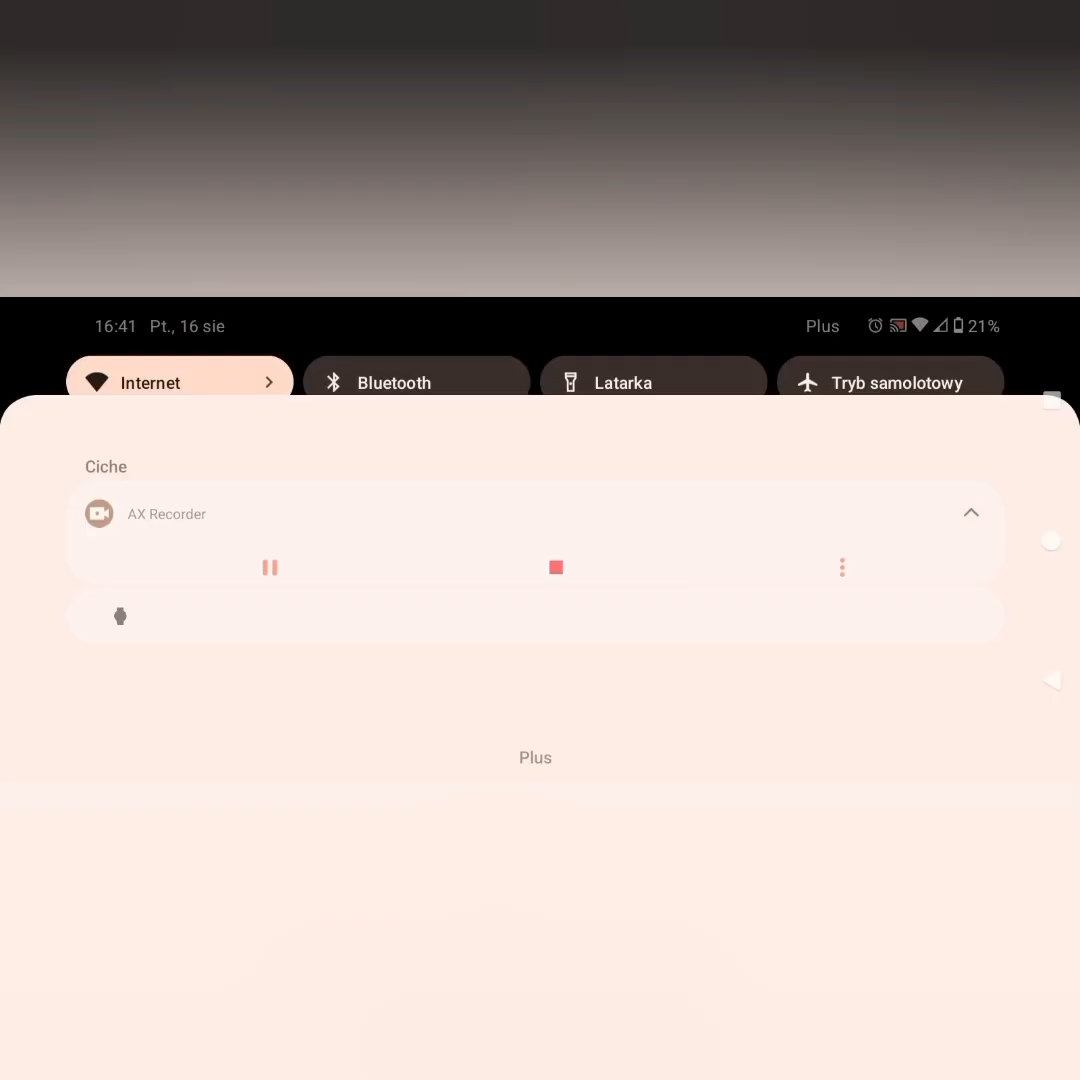 16:41 Pt., 16 sie Plus 21%
Internet Bluetooth Latarka Tryb samolotowy
Ciche
AX Recorder
Plus